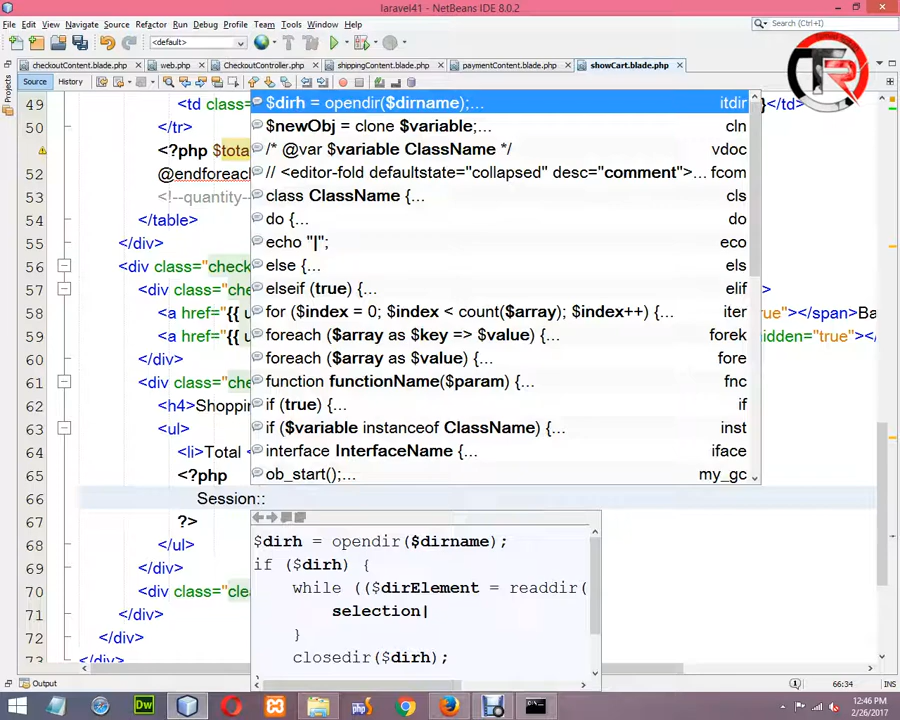 laravel41 - NetBeans IDE 8.0.2
File Edit View Navigate Source Refactor Run Debug Profile Team Tools Window Help
Search (Ctrl+I)
<default>
checkoutContent.blade.php web.php CheckoutController.php shippingContent.blade.php paymentContent.blade.php showCart.blade.php
Source History
Projects
49 <td class= }</td>
50 </tr>
<?php $tota
52 @endforeach
53 <!--quantity--
54 </table>
55 </div>
56 <div class="check
57 <div class="che >
58 <a href="{{ u ue"></span>Ba
59 <a href="{{ u hidden="true"></
60 </div>
61 <div class="che
62 <h4>Shoppin
63 <ul>
64 <li>Total <
65 <?php
66 Session::
67 ?>
68 </ul>
69 </div>
70 <div class="clea
71 </div>
72 </div>
73 </div>
$dirh = opendir($dirname);... itdir
$newObj = clone $variable;... cln
/* @var $variable ClassName */ vdoc
// <editor-fold defaultstate="collapsed" desc="comment">... fcom
class ClassName {... cls
do {... do
echo "|"; eco
else {... els
elseif (true) {... elif
for ($index = 0; $index < count($array); $index++) {... iter
foreach ($array as $key => $value) {... forek
foreach ($array as $value) {... fore
function functionName($param) {... fnc
if (true) {... if
if ($variable instanceof ClassName) {... inst
interface InterfaceName {... iface
ob_start();... my_gc
$dirh = opendir($dirname);
if ($dirh) {
while (($dirElement = readdir(
selection|
}
closedir($dirh);
Output
66:34 INS
12:46 PM
2/26/2017